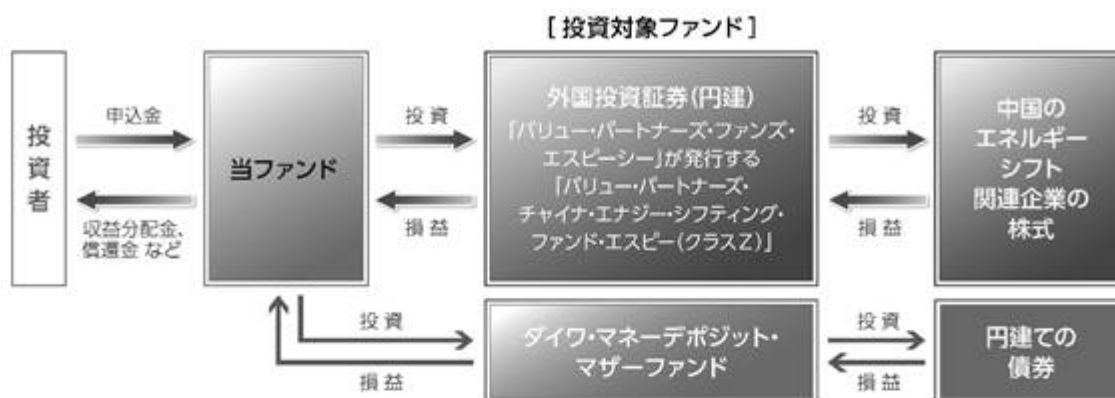 [投資対象ファンド]
投資者
申込金
収益分配金、
償還金 など
当ファンド
投資
損益
外国投資証券(円建)
「バリュー・パートナーズ・ファンズ・
エスピーシー」が発行する
「バリュー・パートナーズ・
チャイナ・エナジー・シフティング・
ファンド・エスピー(クラスZ)」
投資
損益
中国の
エネルギー
シフト
関連企業の
株式
投資
損益
ダイワ・マネーデポジット・
マザーファンド
投資
損益
円建ての
債券